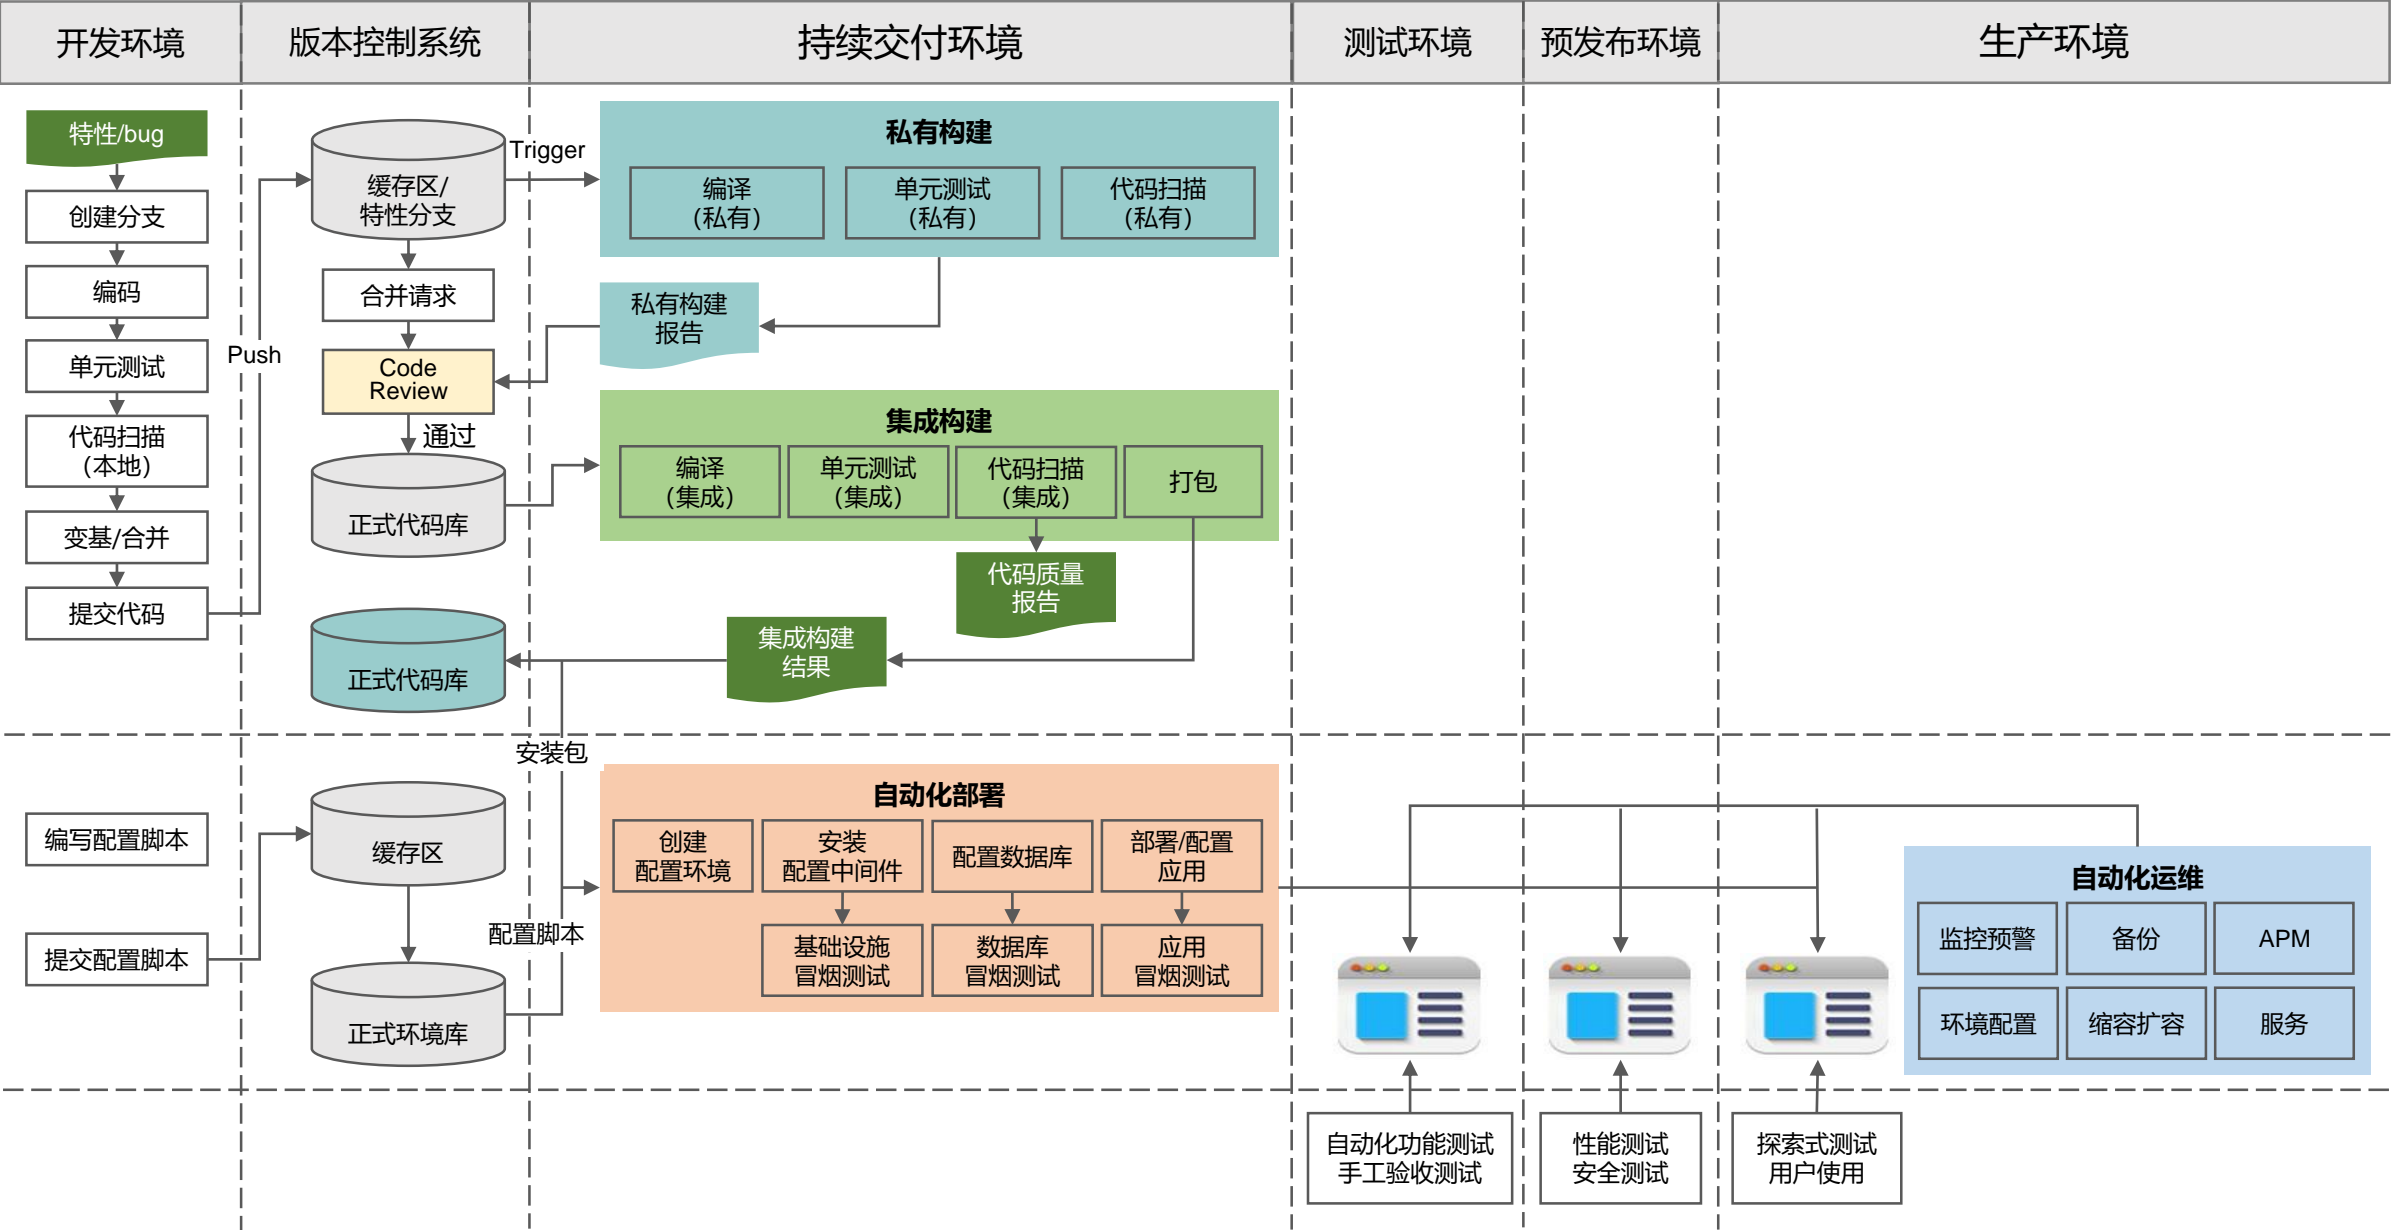 开发环境
版本控制系统
持续交付环境
测试环境
预发布环境
生产环境
特性/bug
创建分支
编码
单元测试
代码扫描
(本地)
变基/合并
提交代码
Push
缓存区/
特性分支
Trigger
合并请求
Code
Review
通过
正式代码库
正式代码库
私有构建
编译
(私有)
单元测试
(私有)
代码扫描
(私有)
私有构建
报告
集成构建
编译
(集成)
单元测试
(集成)
代码扫描
(集成)
打包
代码质量
报告
集成构建
结果
安装包
编写配置脚本
提交配置脚本
缓存区
正式环境库
配置脚本
自动化部署
创建
配置环境
安装
配置中间件
配置数据库
部署/配置
应用
基础设施
冒烟测试
数据库
冒烟测试
应用
冒烟测试
自动化运维
监控预警
备份
APM
环境配置
缩容扩容
服务
自动化功能测试
手工验收测试
性能测试
安全测试
探索式测试
用户使用